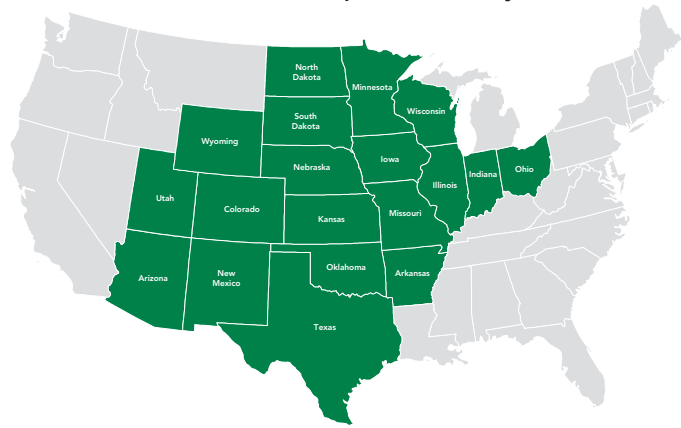 North
Dakota
Minnesota
Wisconsin
South
Dakota
Wyoming
Iowa
Nebraska
Illinois
Indiana
Ohio
Utah
Colorado
Kansas
Missouri
Arizona
New
Mexico
Oklahoma
Arkansas
Texas